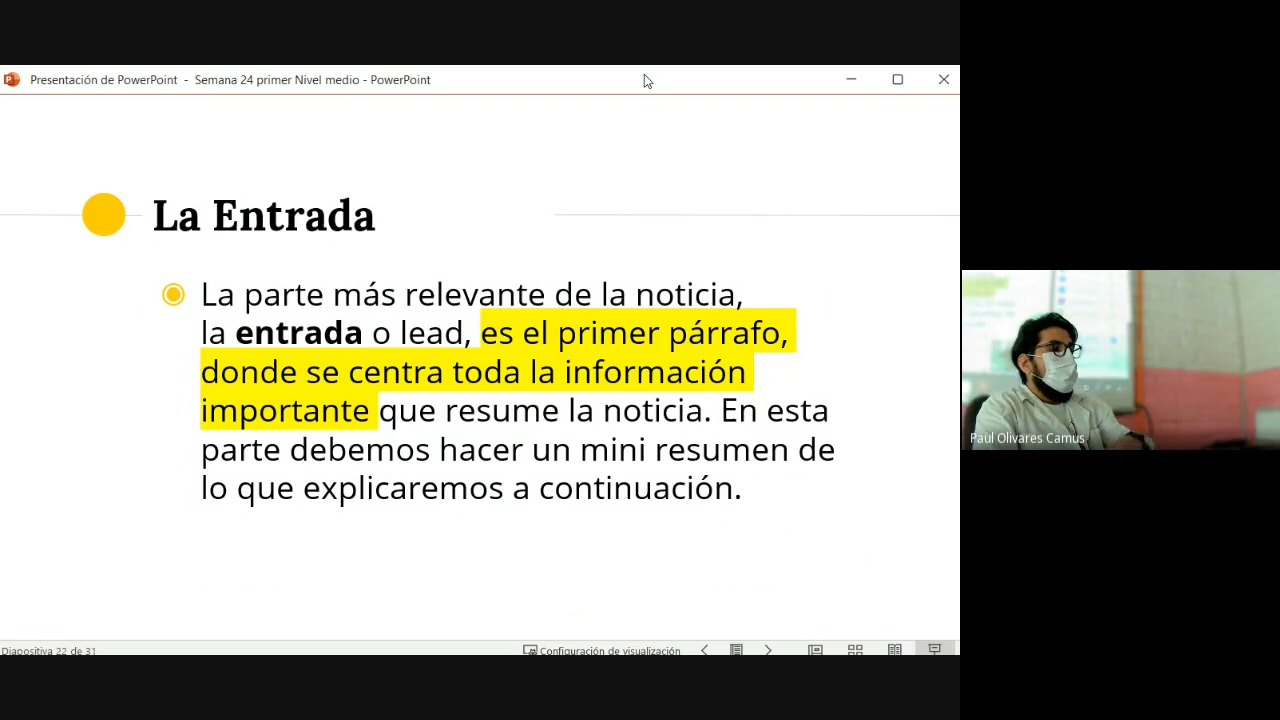 Presentación de PowerPoint - Semana 24 primer Nivel medio - PowerPoint
La Entrada
La parte más relevante de la noticia,
la entrada o lead, es el primer párrafo,
donde se centra toda la información
importante que resume la noticia. En esta
parte debemos hacer un mini resumen de
lo que explicaremos a continuación.
Paul Olivares Camus
Diapositiva 22 de 31
Configuración de visualización